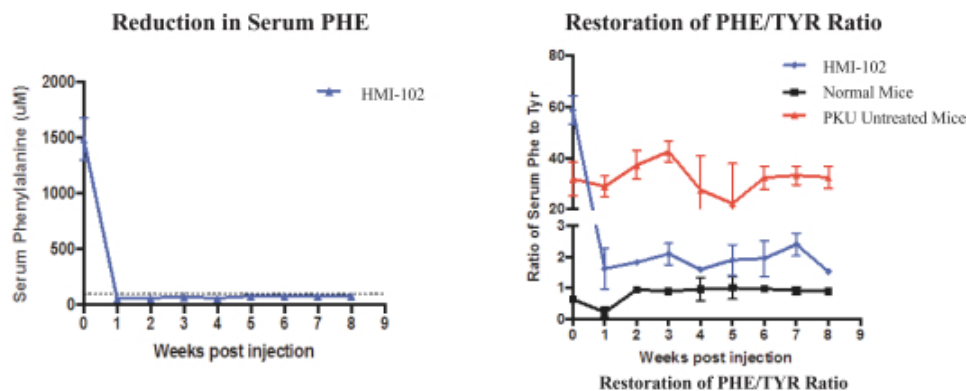 Reduction in Serum PHE
Serum Phenylalanine (uM)
2000
1500
1000
500
0
HMI-102
0 1 2 3 4 5 6 7 8 9
Weeks post injection
Restoration of PHE/TYR Ratio
Ratio of Serum Phe to Tyr
HMI-102
Normal Mice
PKU Untreated Mice
80
60
40
20
3
2
1
0
0 1 2 3 4 5 6 7 8 9
Weeks post injection
Restoration of PHE/TYR Ratio